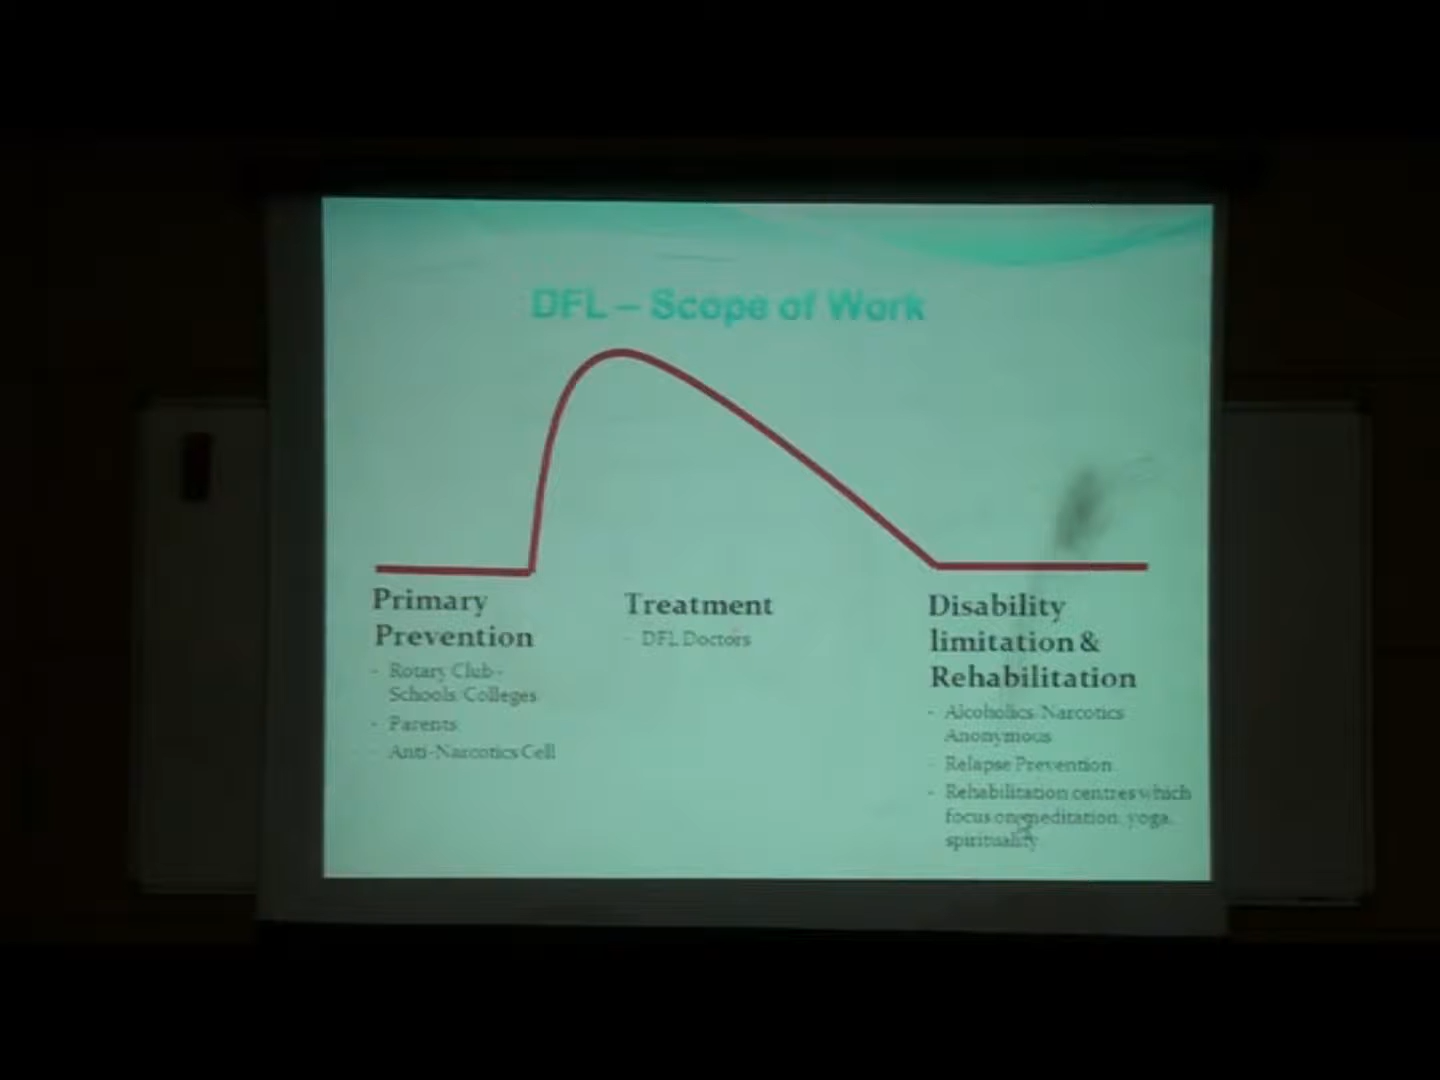 DFL – Scope of Work
Primary
Prevention
- Rotary Club -
Schools/Colleges
- Parents
- Anti-Narcotics Cell
Treatment
- DFL Doctors
Disability
limitation &
Rehabilitation
- Alcoholics/Narcotics
Anonymous
- Relapse Prevention
- Rehabilitation centres which
focus on meditation, yoga,
spirituality